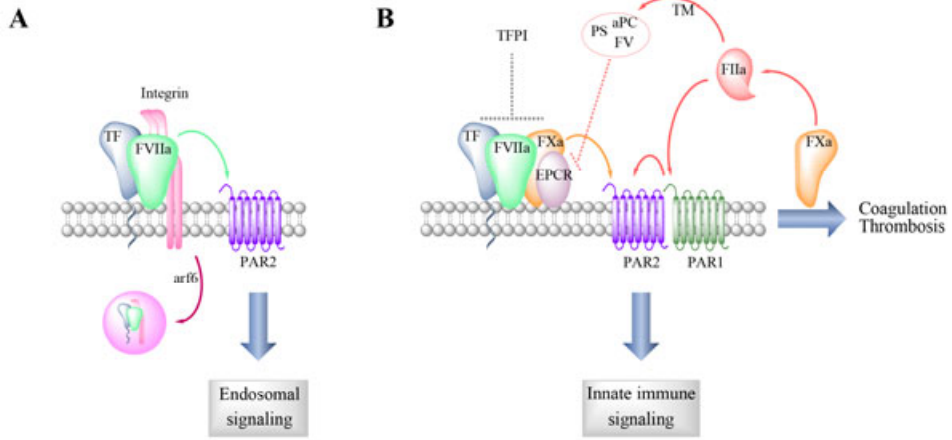 A
Integrin
TF
FVIIa
PAR2
arf6
Endosomal
signaling
B
TFPI
PS aPC
FV
TM
FIIa
TF
FVIIa
FXa
EPCR
FXa
PAR2
PAR1
Coagulation
Thrombosis
Innate immune
signaling